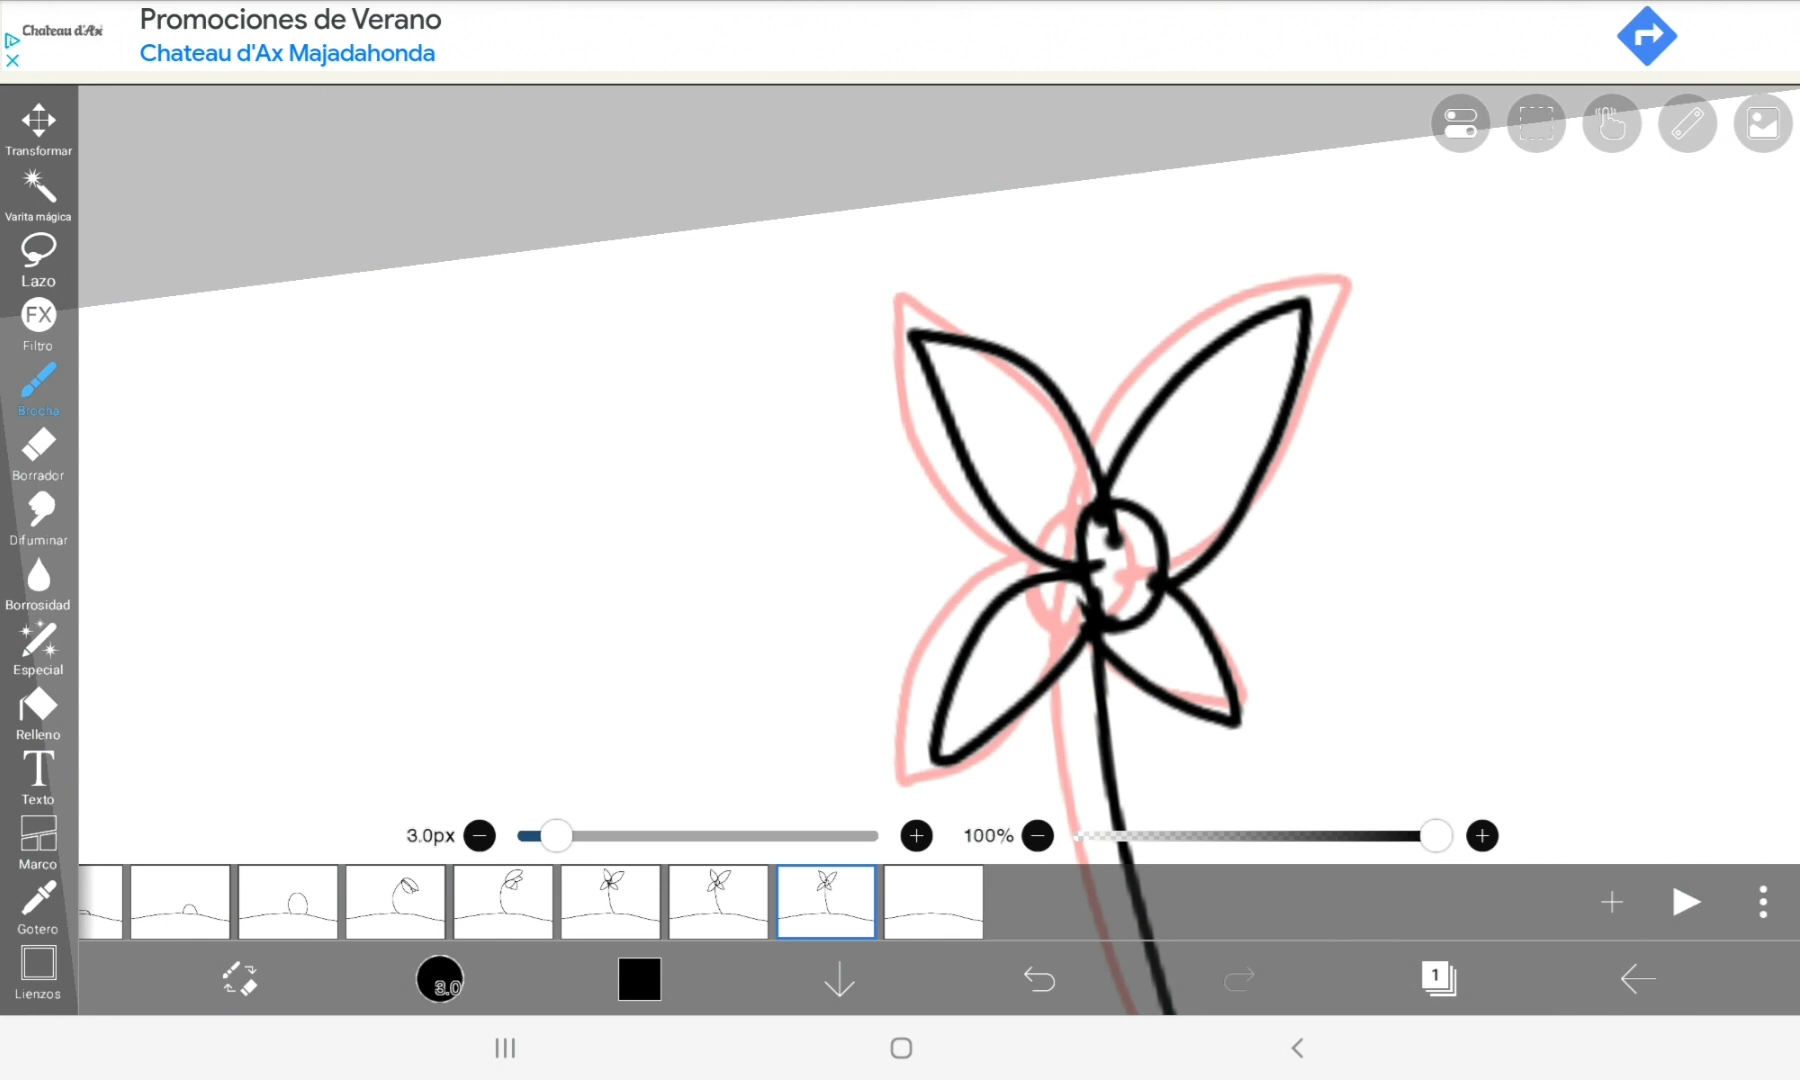 Chateau d'Ax
Promociones de Verano
Chateau d'Ax Majadahonda
Transformar
Varita mágica
Lazo
FX
Filtro
Brocha
Borrador
Difuminar
Borrosidad
Especial
Relleno
T
Texto
Marco
Gotero
Lienzos
3.0px
100%
3.0
1